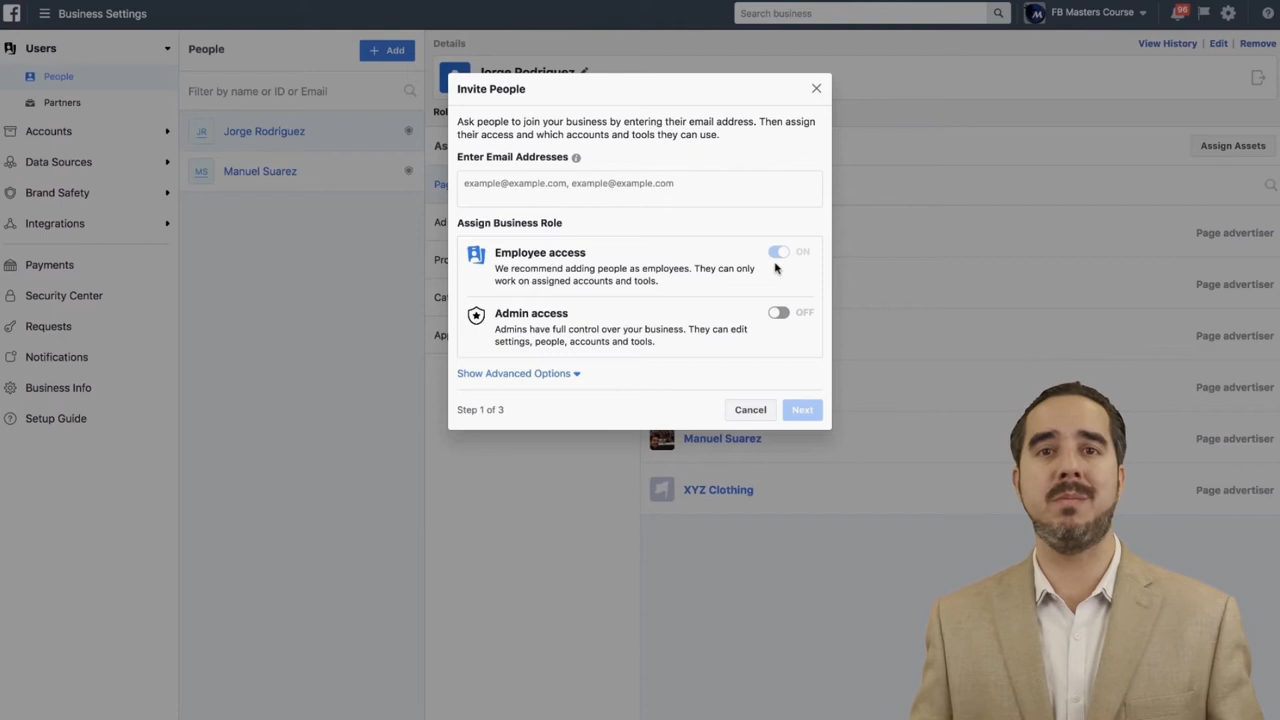 Business Settings
Search business
FB Masters Course
96
Users
People
Partners
Accounts
Data Sources
Brand Safety
Integrations
Payments
Security Center
Requests
Notifications
Business Info
Setup Guide
People
+ Add
Filter by name or ID or Email
JR Jorge Rodriguez
MS Manuel Suarez
Details
View History
Edit
Remove
Jorge Rodriguez
Assign Assets
Invite People
Ask people to join your business by entering their email address. Then assign
their access and which accounts and tools they can use.
Enter Email Addresses
example@example.com, example@example.com
Assign Business Role
Employee access
ON
We recommend adding people as employees. They can only
work on assigned accounts and tools.
Admin access
OFF
Admins have full control over your business. They can edit
settings, people, accounts and tools.
Show Advanced Options
Step 1 of 3
Cancel
Next
Page advertiser
Page advertiser
Page advertiser
Page advertiser
Manuel Suarez
Page advertiser
XYZ Clothing
Page advertiser